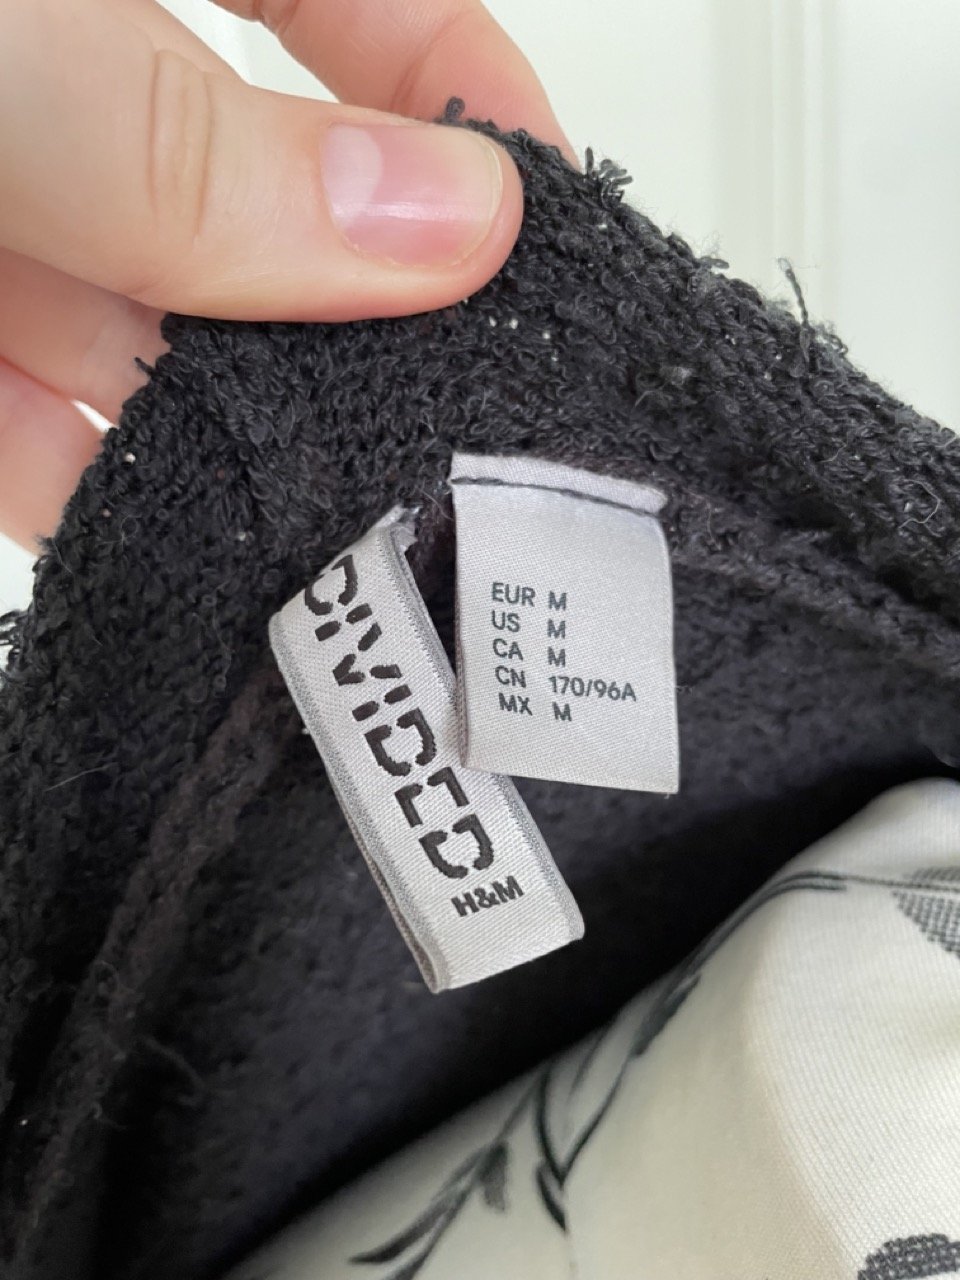 DIVIDED
H&M
EUR M
US M
CA M
CN 170/96A
MX M